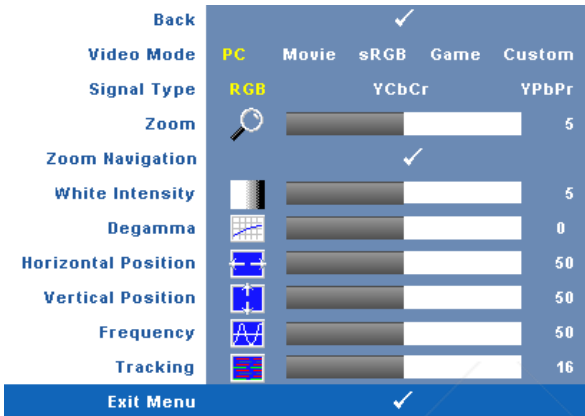 Back
Video Mode PC Movie sRGB Game Custom
Signal Type RGB YCbCr YPbPr
Zoom 5
Zoom Navigation
White Intensity 5
Degamma 0
Horizontal Position 50
Vertical Position 50
Frequency 50
Tracking 16
Exit Menu